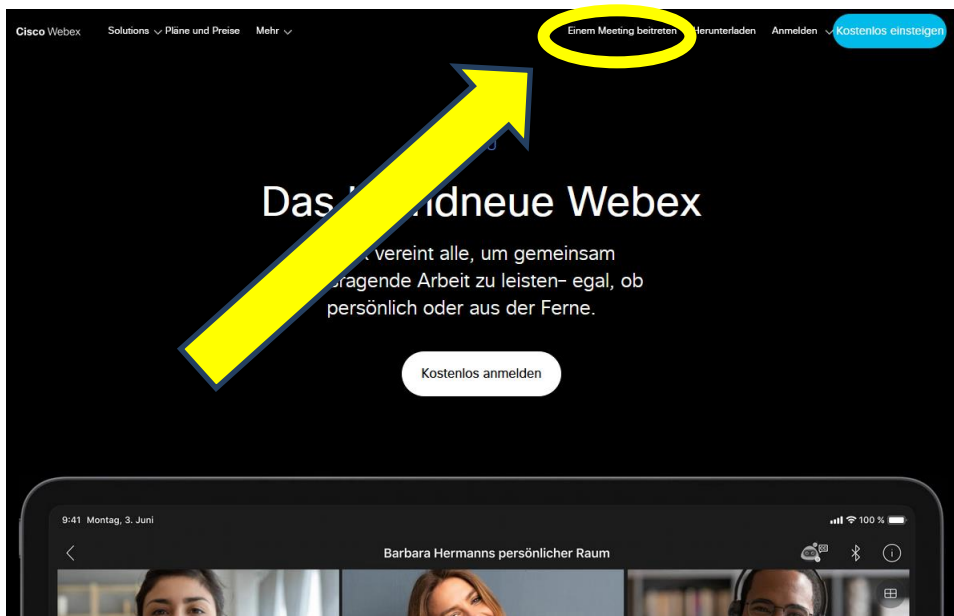 Cisco Webex Solutions Pläne und Preise Mehr Einem Meeting beitreten Herunterladen Anmelden Kostenlos einsteigen
Das ndneue Webex
vereint alle, um gemeinsam
ragende Arbeit zu leisten– egal, ob
persönlich oder aus der Ferne.
Kostenlos anmelden
9:41 Montag, 3. Juni 100 %
Barbara Hermanns persönlicher Raum